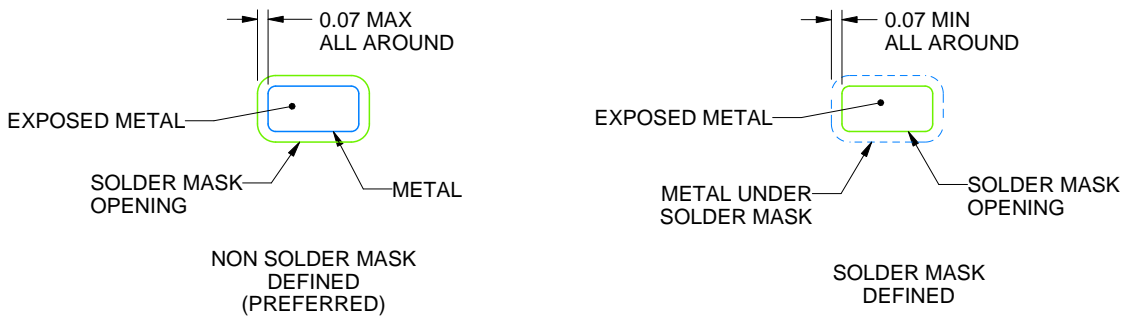 0.07 MAX
ALL AROUND
EXPOSED METAL
SOLDER MASK
OPENING
METAL
NON SOLDER MASK
DEFINED
(PREFERRED)
0.07 MIN
ALL AROUND
EXPOSED METAL
METAL UNDER
SOLDER MASK
SOLDER MASK
OPENING
SOLDER MASK
DEFINED